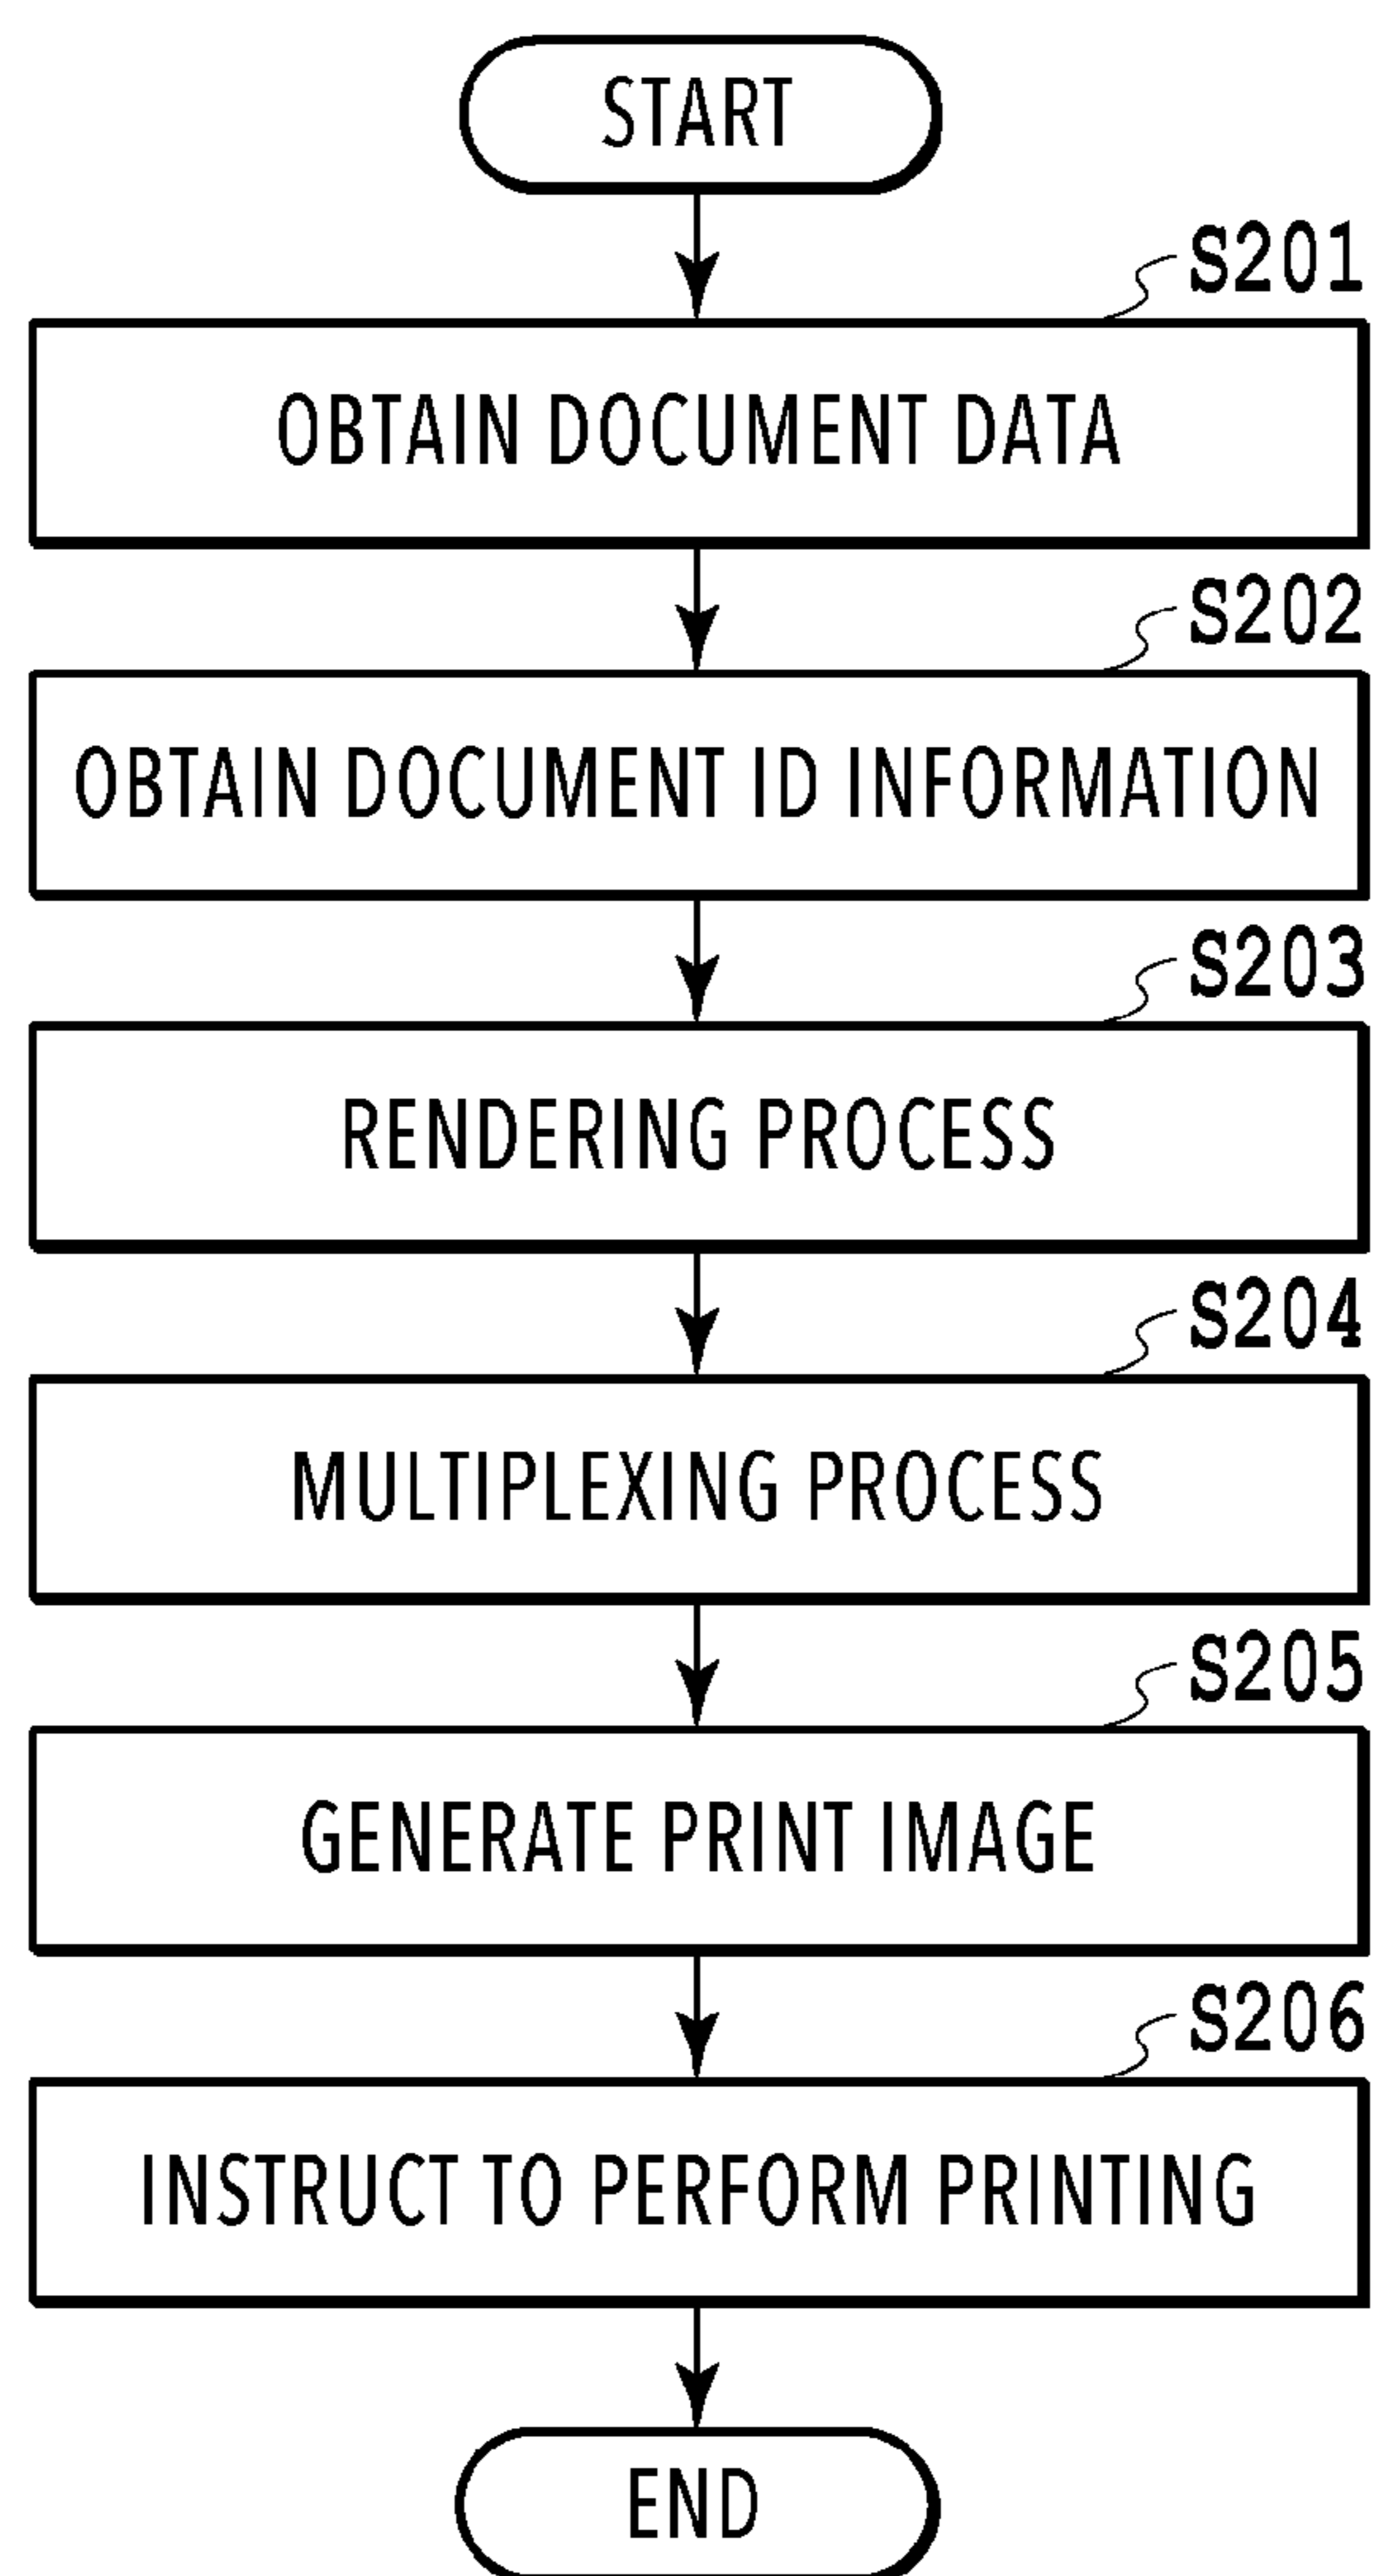 START
S201
OBTAIN DOCUMENT DATA
S202
OBTAIN DOCUMENT ID INFORMATION
S203
RENDERING PROCESS
S204
MULTIPLEXING PROCESS
S205
GENERATE PRINT IMAGE
S206
INSTRUCT TO PERFORM PRINTING
END